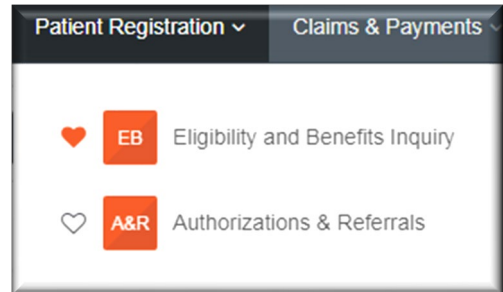 Patient Registration Claims & Payments
EB Eligibility and Benefits Inquiry
A&R Authorizations & Referrals